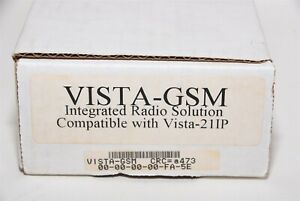 VISTA-GSM
Integrated Radio Solution
Compatible with Vista-21IP
VISTA-GSM CRC=a473
00-00-00-00-FA-5E